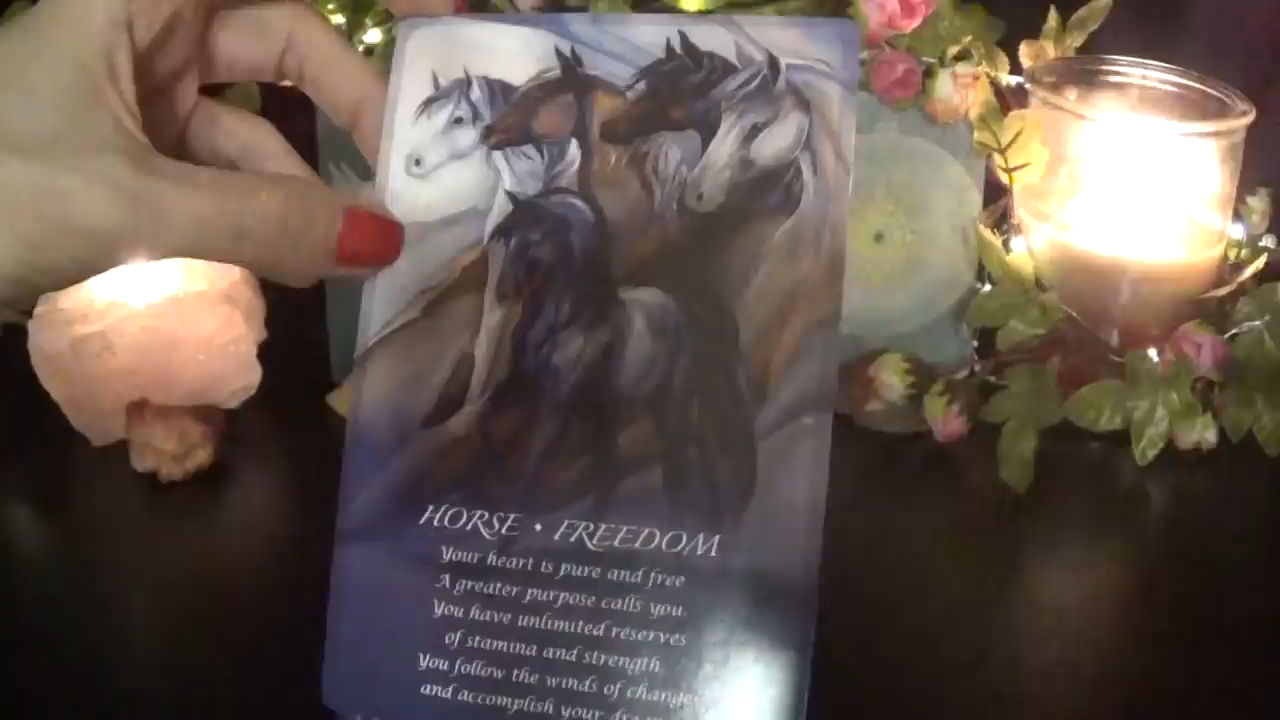 HORSE • FREEDOM
Your heart is pure and free
A greater purpose calls you.
You have unlimited reserves
of stamina and strength
You follow the winds of change
and accomplish your